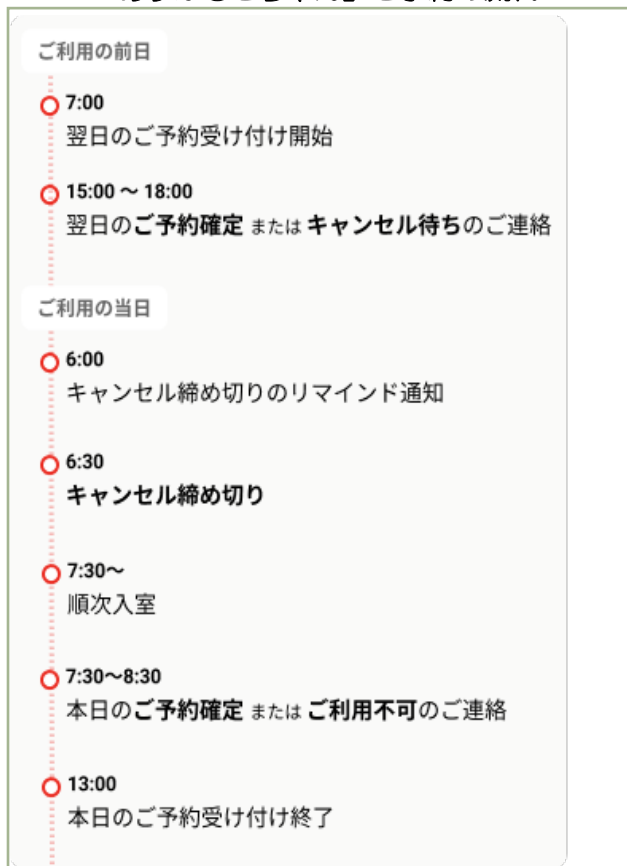 ご利用の前日
7:00
翌日のご予約受け付け開始
15:00 ～ 18:00
翌日のご予約確定 または キャンセル待ちのご連絡
ご利用の当日
6:00
キャンセル締め切りのリマインド通知
6:30
キャンセル締め切り
7:30～
順次入室
7:30～8:30
本日のご予約確定 または ご利用不可のご連絡
13:00
本日のご予約受け付け終了